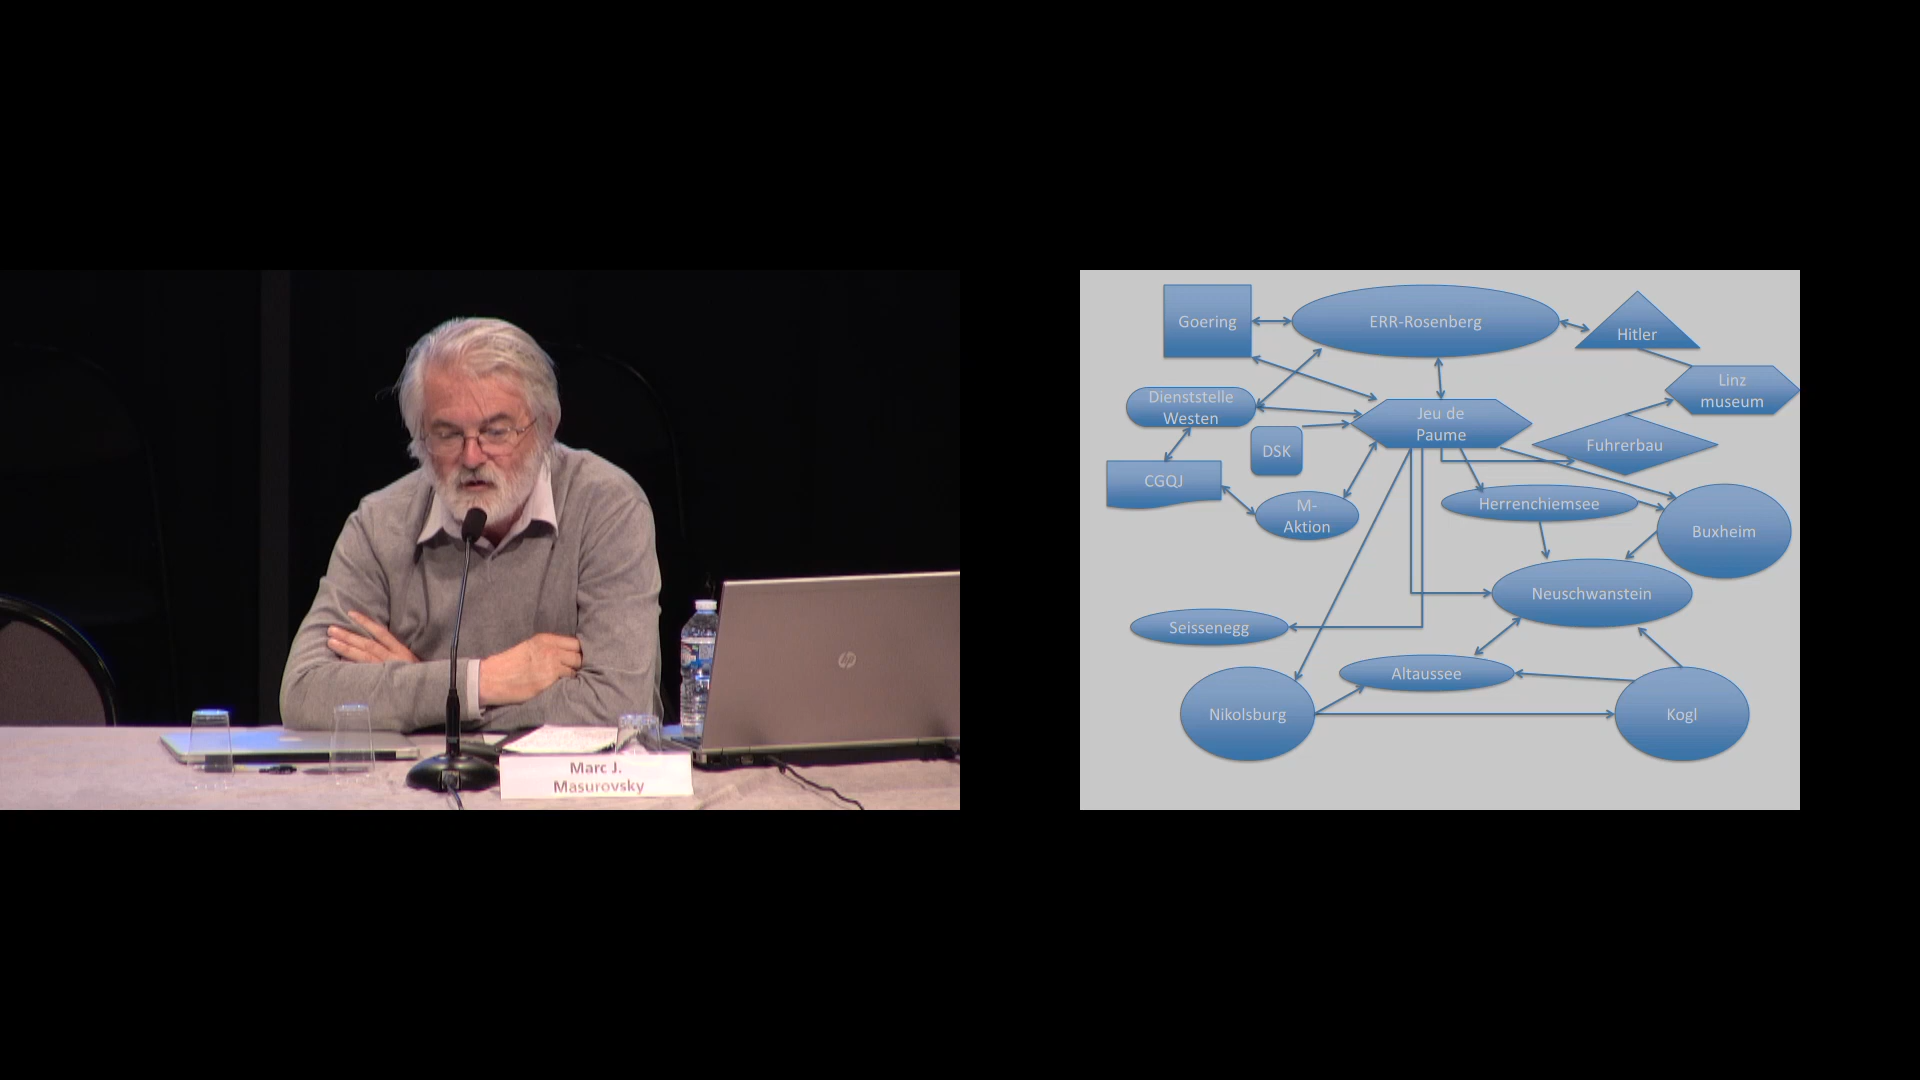 Marc J.
Masurovsky
hp
Goering
ERR-Rosenberg
Hitler
Linz
museum
Dienststelle
Westen
Jeu de
Paume
Fuhrerbau
DSK
CGQJ
M-
Aktion
Herrenchiemsee
Buxheim
Neuschwanstein
Seissenegg
Altaussee
Nikolsburg
Kogl